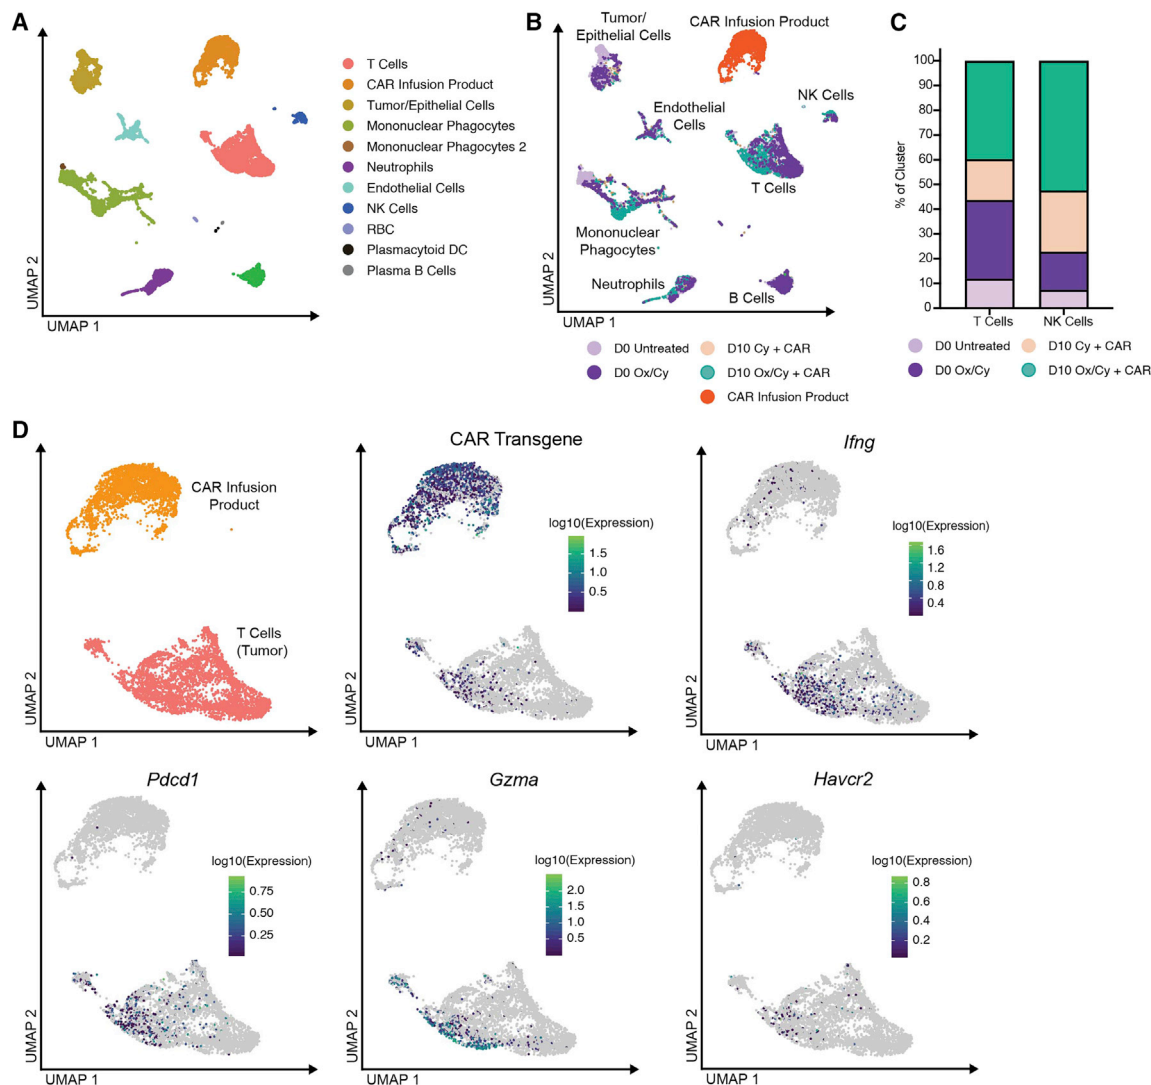 A
UMAP 2
UMAP 1
T Cells
CAR Infusion Product
Tumor/Epithelial Cells
Mononuclear Phagocytes
Mononuclear Phagocytes 2
Neutrophils
Endothelial Cells
NK Cells
RBC
Plasmacytoid DC
Plasma B Cells
B
Tumor/
Epithelial Cells
CAR Infusion Product
Endothelial
Cells
NK Cells
T Cells
Mononuclear
Phagocytes
Neutrophils
B Cells
UMAP 2
UMAP 1
D0 Untreated
D10 Cy + CAR
D0 Ox/Cy
D10 Ox/Cy + CAR
CAR Infusion Product
C
% of Cluster
100
90
80
70
60
50
40
30
20
10
0
T Cells
NK Cells
D0 Untreated
D10 Cy + CAR
D0 Ox/Cy
D10 Ox/Cy + CAR
D
CAR Infusion
Product
T Cells
(Tumor)
UMAP 2
UMAP 1
CAR Transgene
log10(Expression)
1.5
1.0
0.5
UMAP 2
UMAP 1
Ifng
log10(Expression)
1.6
1.2
0.8
0.4
UMAP 2
UMAP 1
Pdcd1
log10(Expression)
0.75
0.50
0.25
UMAP 2
UMAP 1
Gzma
log10(Expression)
2.0
1.5
1.0
0.5
UMAP 2
UMAP 1
Havcr2
log10(Expression)
0.8
0.6
0.4
0.2
UMAP 2
UMAP 1